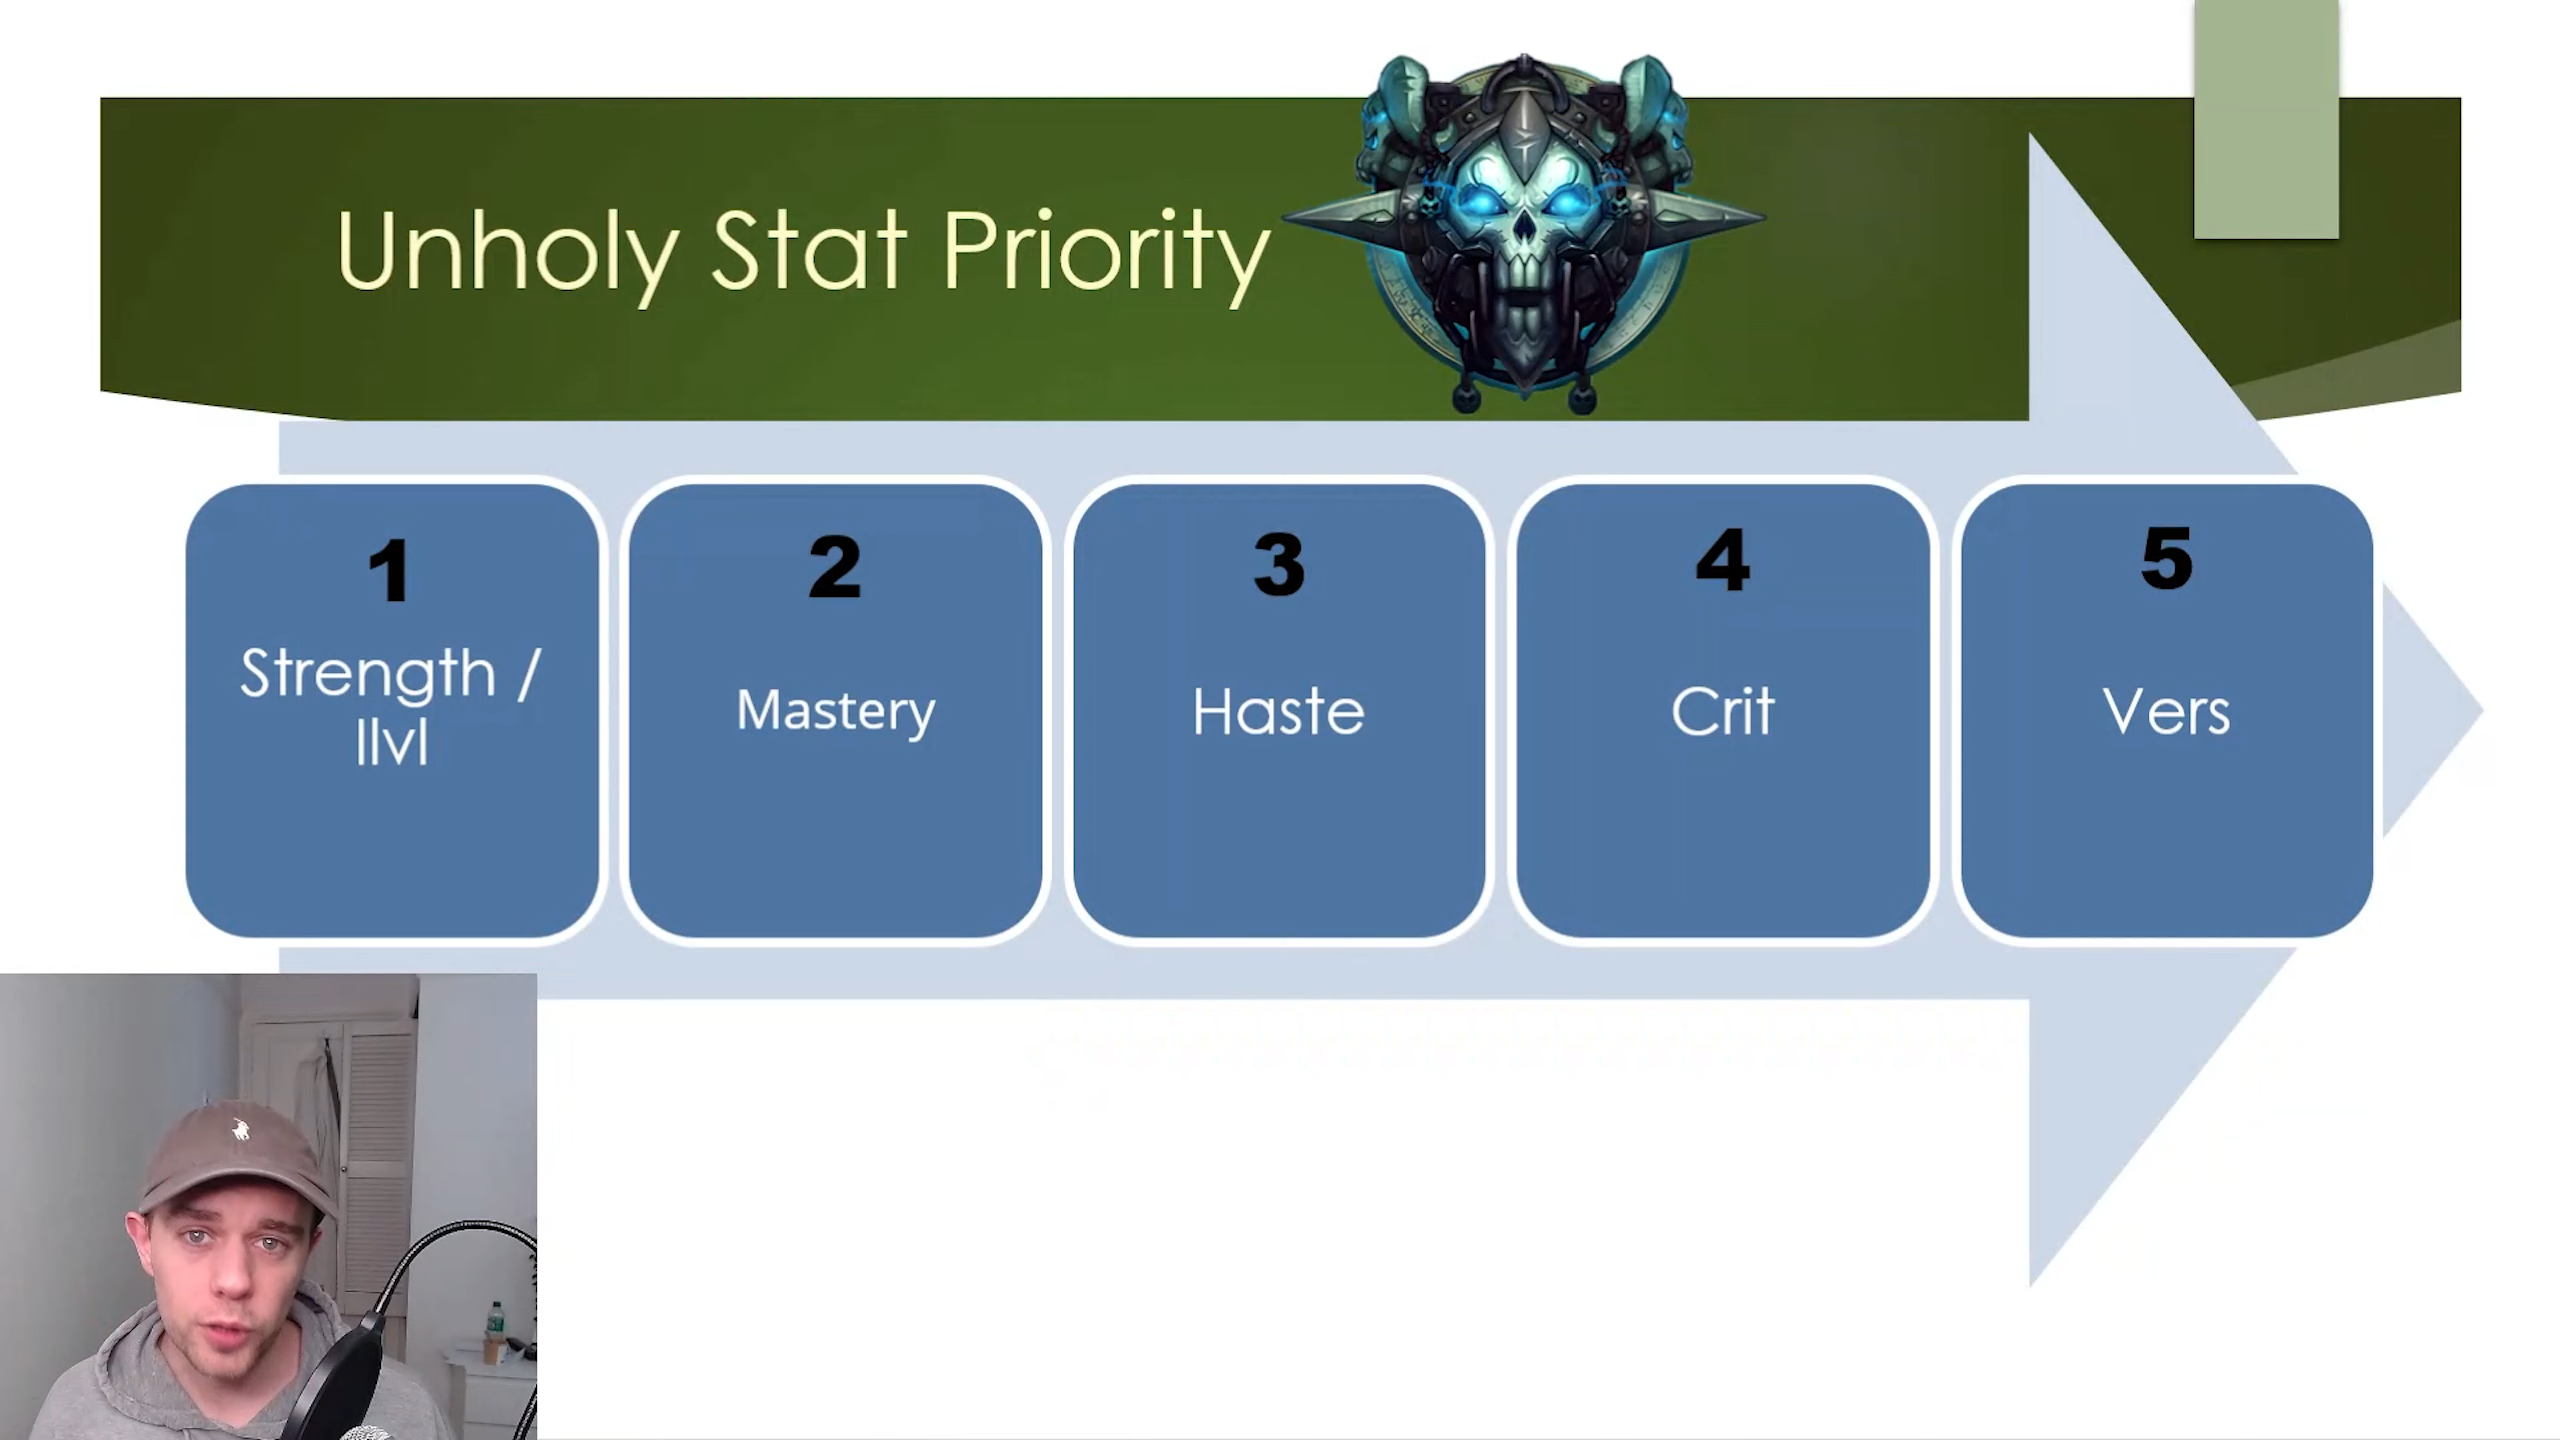 Unholy Stat Priority
1
Strength /
Ilvl
2
Mastery
3
Haste
4
Crit
5
Vers